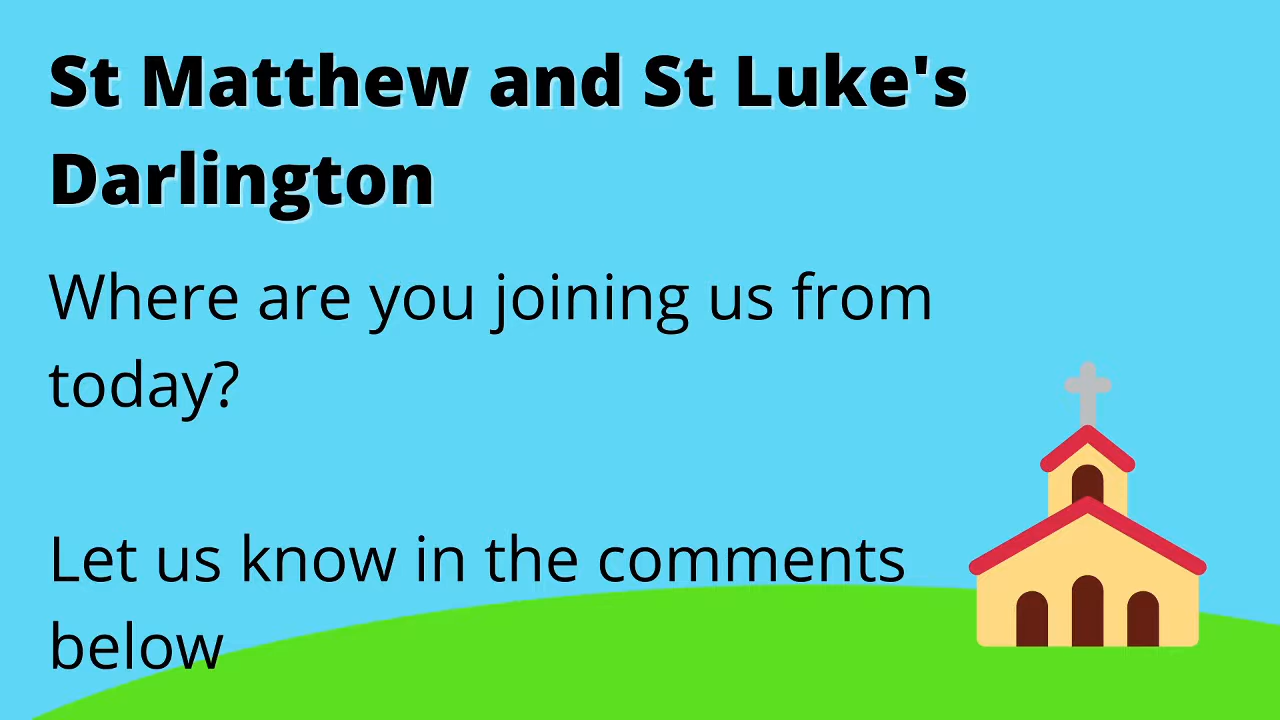 St Matthew and St Luke's
Darlington
Where are you joining us from
today?
Let us know in the comments
below